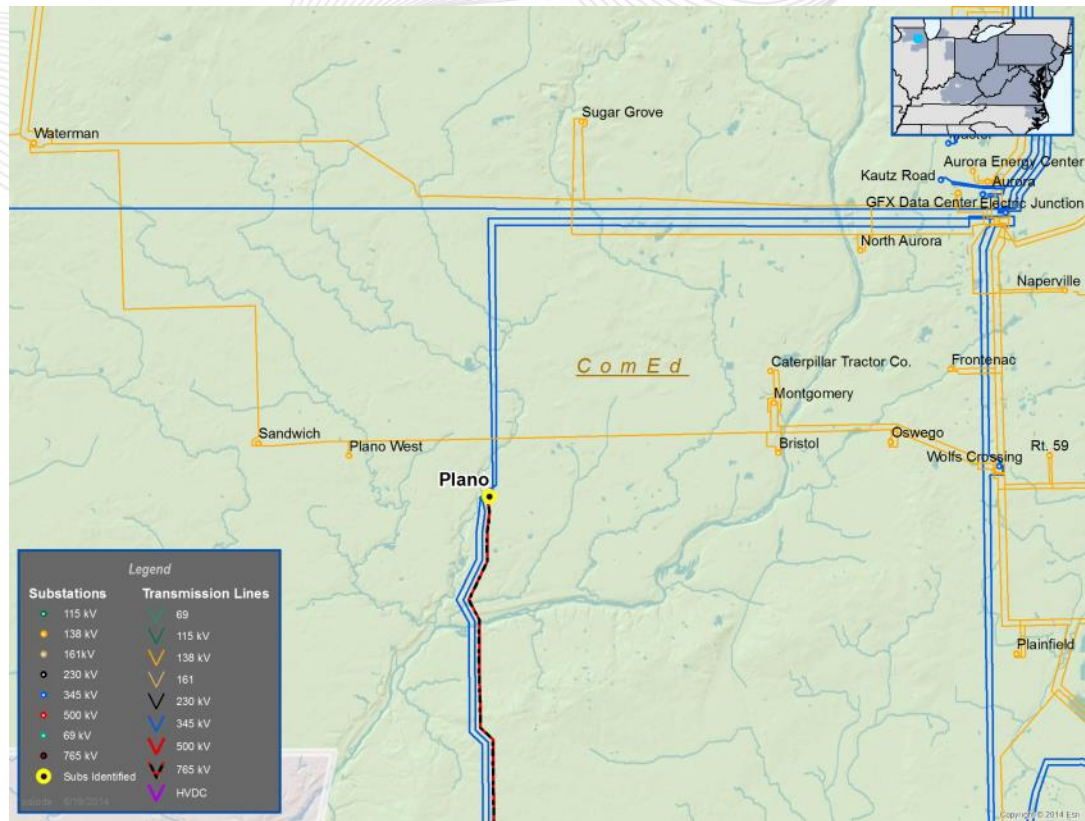 Sugar Grove
Waterman
Aurora Energy Center
Kautz Road
Aurora
GFX Data Center
Electric Junction
North Aurora
Naperville
ComEd
Caterpillar Tractor Co.
Frontenac
Montgomery
Sandwich
Plano West
Bristol
Oswego
Wolfs Crossing
Rt. 59
Plano
Plainfield
Legend
Substations
115 kV
138 kV
161kV
230 kV
345 kV
500 kV
69 kV
765 kV
Subs Identified
Transmission Lines
69
115 kV
138 kV
161
230 kV
345 kV
500 kV
765 kV
HVDC
6/19/2014
Copyright © 2014 Esri